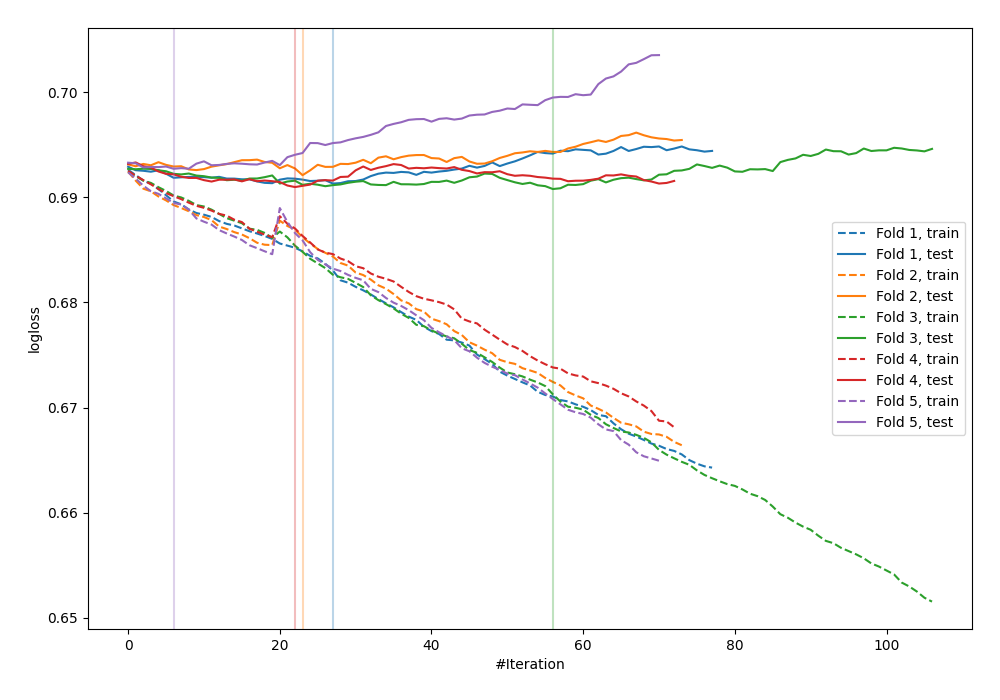 0.70
0.69
0.68
0.67
0.66
0.65
logloss
0 20 40 60 80 100
#Iteration
Fold 1, train
Fold 1, test
Fold 2, train
Fold 2, test
Fold 3, train
Fold 3, test
Fold 4, train
Fold 4, test
Fold 5, train
Fold 5, test